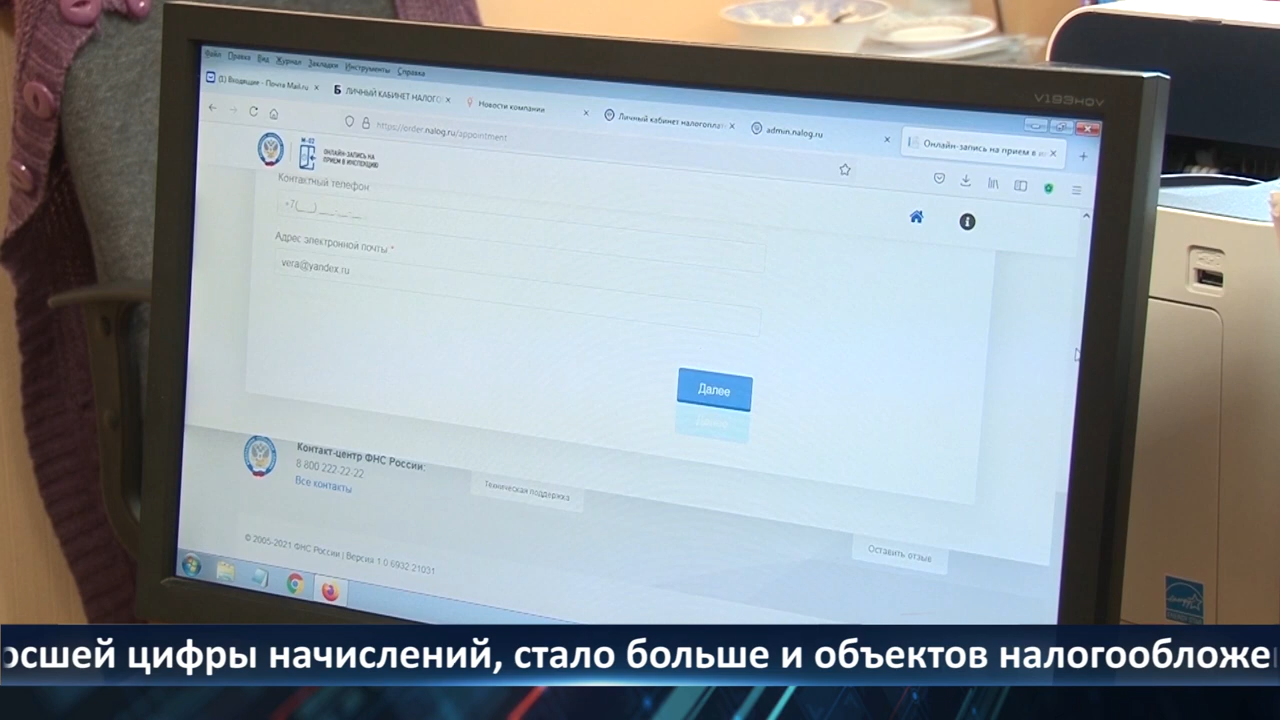 V193HQV
Файл Правка Вид Журнал Закладки Инструменты Справка
(1) Входящие - Почта Mail.ru ×
Б ЛИЧНЫЙ КАБИНЕТ НАЛОГО ×
Новости компании ×
Личный кабинет налогопла ×
admin.nalog.ru ×
Онлайн-запись на прием в ин ×
https://order.nalog.ru/appointment
ОНЛАЙН-ЗАПИСЬ НА
ПРИЕМ В ИНСПЕКЦИЮ
Контактный телефон
+7(__)___-__-__
Адрес электронной почты *
vera@yandex.ru
Далее
Контакт-центр ФНС России:
8 800 222-22-22
Все контакты
Техническая поддержка
Оставить отзыв
© 2005-2021 ФНС России | Версия 1.0.6932.21031
осшей цифры начислений, стало больше и объектов налогообложе